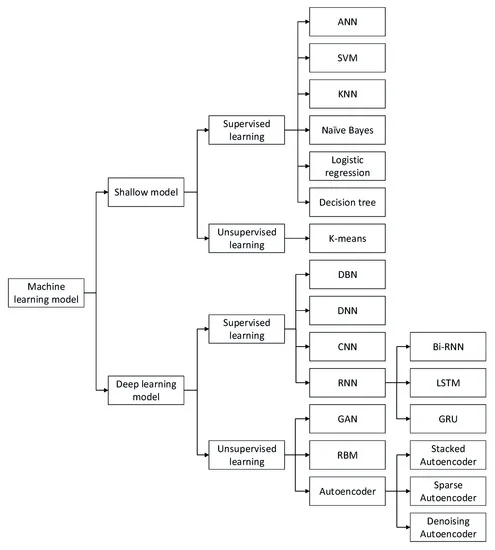 ANN
SVM
KNN
Supervised
learning
Naïve Bayes
Logistic
regression
Shallow model
Decision tree
Unsupervised
learning
K-means
Machine
learning model
DBN
DNN
Supervised
learning
CNN
Bi-RNN
RNN
LSTM
Deep learning
model
GAN
GRU
Unsupervised
learning
RBM
Stacked
Autoencoder
Autoencoder
Sparse
Autoencoder
Denoising
Autoencoder